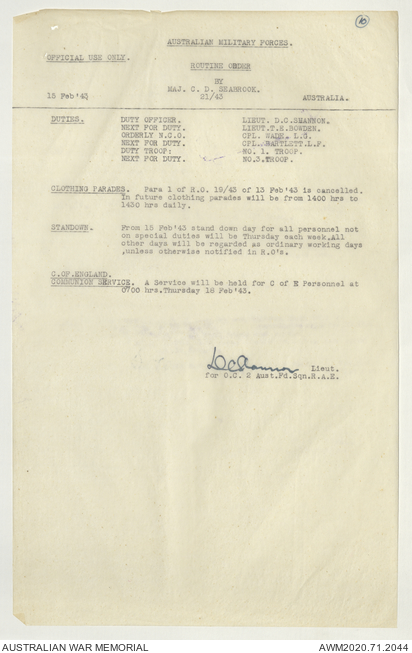 10
AUSTRALIAN MILITARY FORCES.
OFFICIAL USE ONLY.
ROUTINE ORDER
BY
MAJ. C. D. SEABROOK.
15 Feb'43 21/43 AUSTRALIA.
DUTIES. DUTY OFFICER. LIEUT. D.C.SHANNON.
NEXT FOR DUTY. LIEUT.T.E.BOWDEN.
ORDERLY N.C.O. CPL. WADE. L.G.
NEXT FOR DUTY. CPL. BARTLETT.L.F.
DUTY TROOP: NO. 1. TROOP.
NEXT FOR DUTY. NO.3.TROOP.
CLOTHING PARADES. Para 1 of R.O. 19/43 of 13 Feb'43 is cancelled.
In future clothing parades will be from 1400 hrs to
1430 hrs daily.
STANDOWN. From 15 Feb'43 stand down day for all personnel not
on special duties will be Thursday each week.All
other days will be regarded as ordinary working days
,unless otherwise notified in R.O's.
C.OF.ENGLAND.
COMMUNION SERVICE. A Service will be held for C of E Personnel at
0700 hrs.Thursday 18 Feb'43.
DCShannon Lieut.
for O.C. 2 Aust.Fd.Sqn.R.A.E.
AUSTRALIAN WAR MEMORIAL AWM2020.71.2044